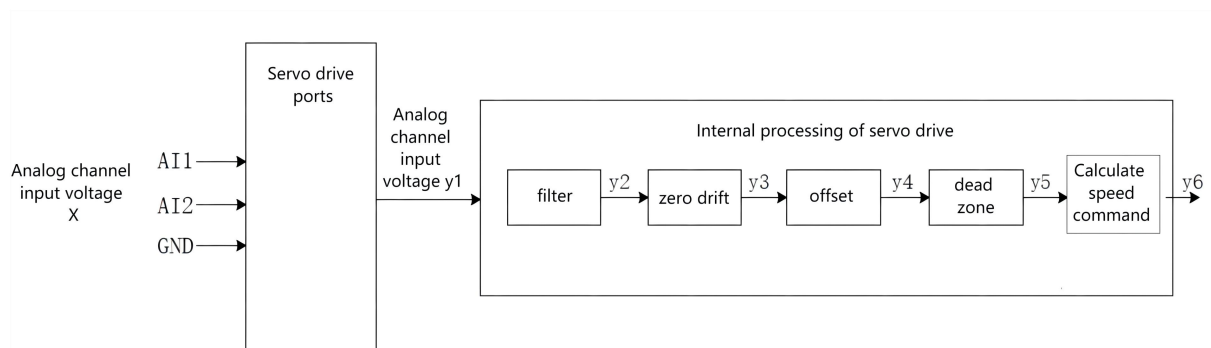 Servo drive
ports
Analog
channel
input
voltage y1
Internal processing of servo drive
Analog channel
input voltage
X
AI1
AI2
GND
filter
y2
zero drift
y3
offset
y4
dead
zone
y5
Calculate
speed
command
y6